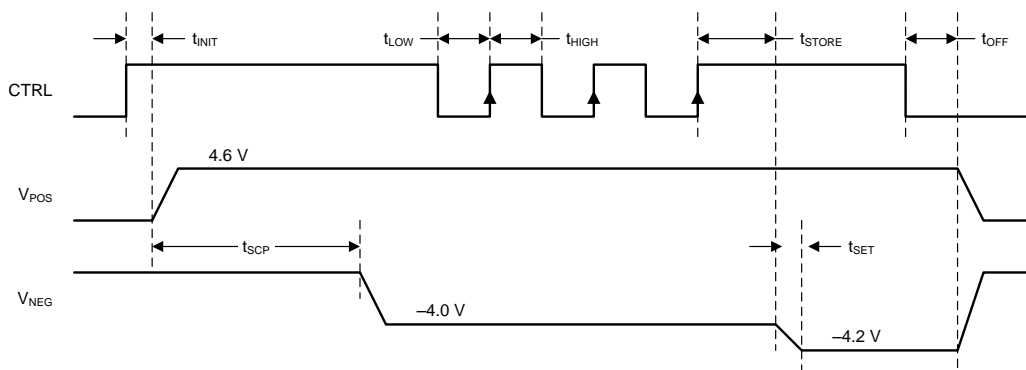 tINIT
tLOW
tHIGH
tSTORE
tOFF
CTRL
4.6 V
VPOS
tSCP
tSET
VNEG
–4.0 V
–4.2 V